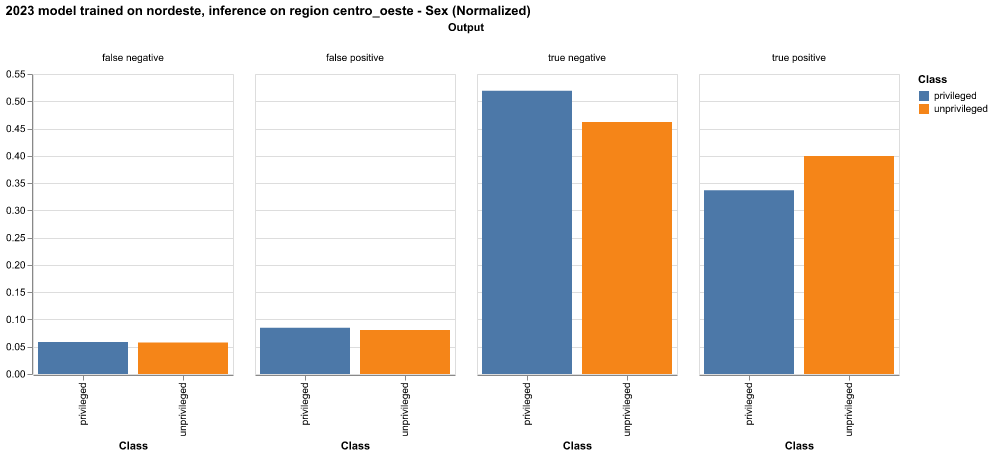 2023 model trained on nordeste, inference on region centro_oeste - Sex (Normalized)
Output
false negative
false positive
true negative
true positive
0.55
0.50
0.45
0.40
0.35
0.30
0.25
0.20
0.15
0.10
0.05
0.00
privileged
unprivileged
privileged
unprivileged
privileged
unprivileged
privileged
unprivileged
Class
Class
Class
Class
Class
privileged
unprivileged